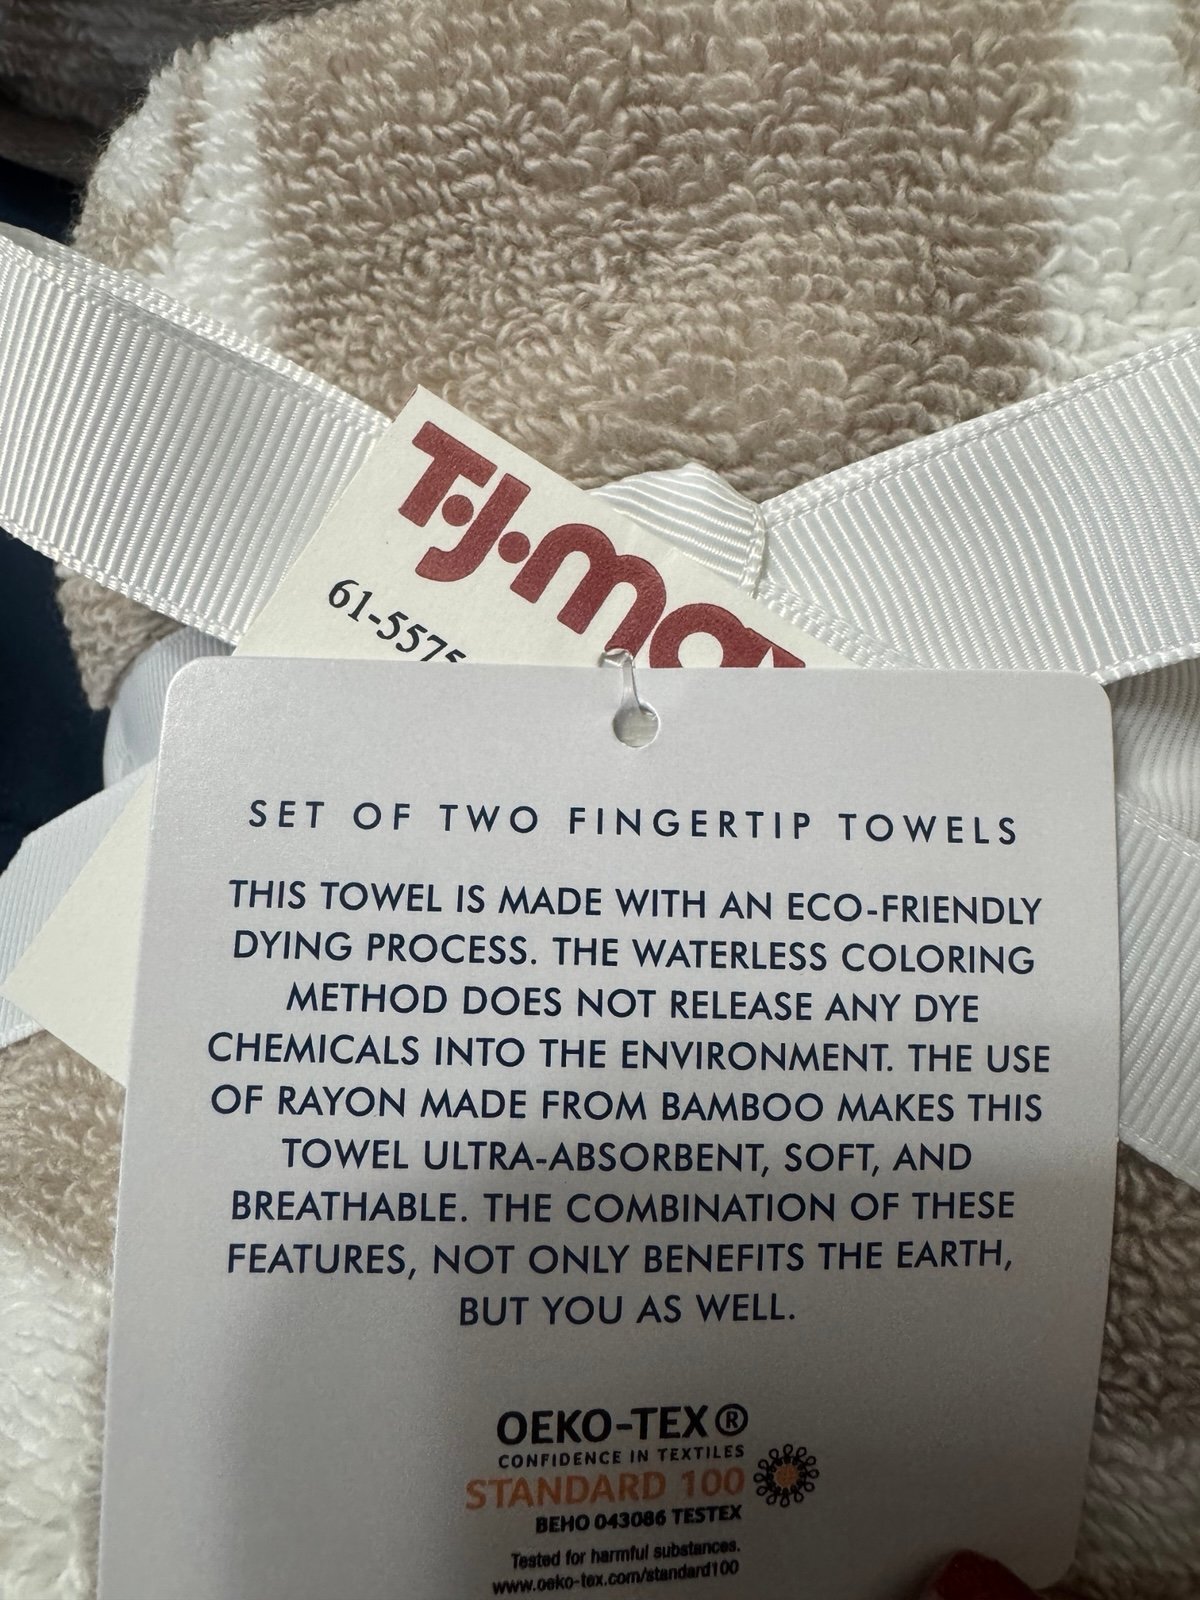 T·J·ma
61-5575
SET OF TWO FINGERTIP TOWELS
THIS TOWEL IS MADE WITH AN ECO-FRIENDLY
DYING PROCESS. THE WATERLESS COLORING
METHOD DOES NOT RELEASE ANY DYE
CHEMICALS INTO THE ENVIRONMENT. THE USE
OF RAYON MADE FROM BAMBOO MAKES THIS
TOWEL ULTRA-ABSORBENT, SOFT, AND
BREATHABLE. THE COMBINATION OF THESE
FEATURES, NOT ONLY BENEFITS THE EARTH,
BUT YOU AS WELL.
OEKO-TEX®
CONFIDENCE IN TEXTILES
STANDARD 100
BEHO 043086 TESTEX
Tested for harmful substances.
www.oeko-tex.com/standard100